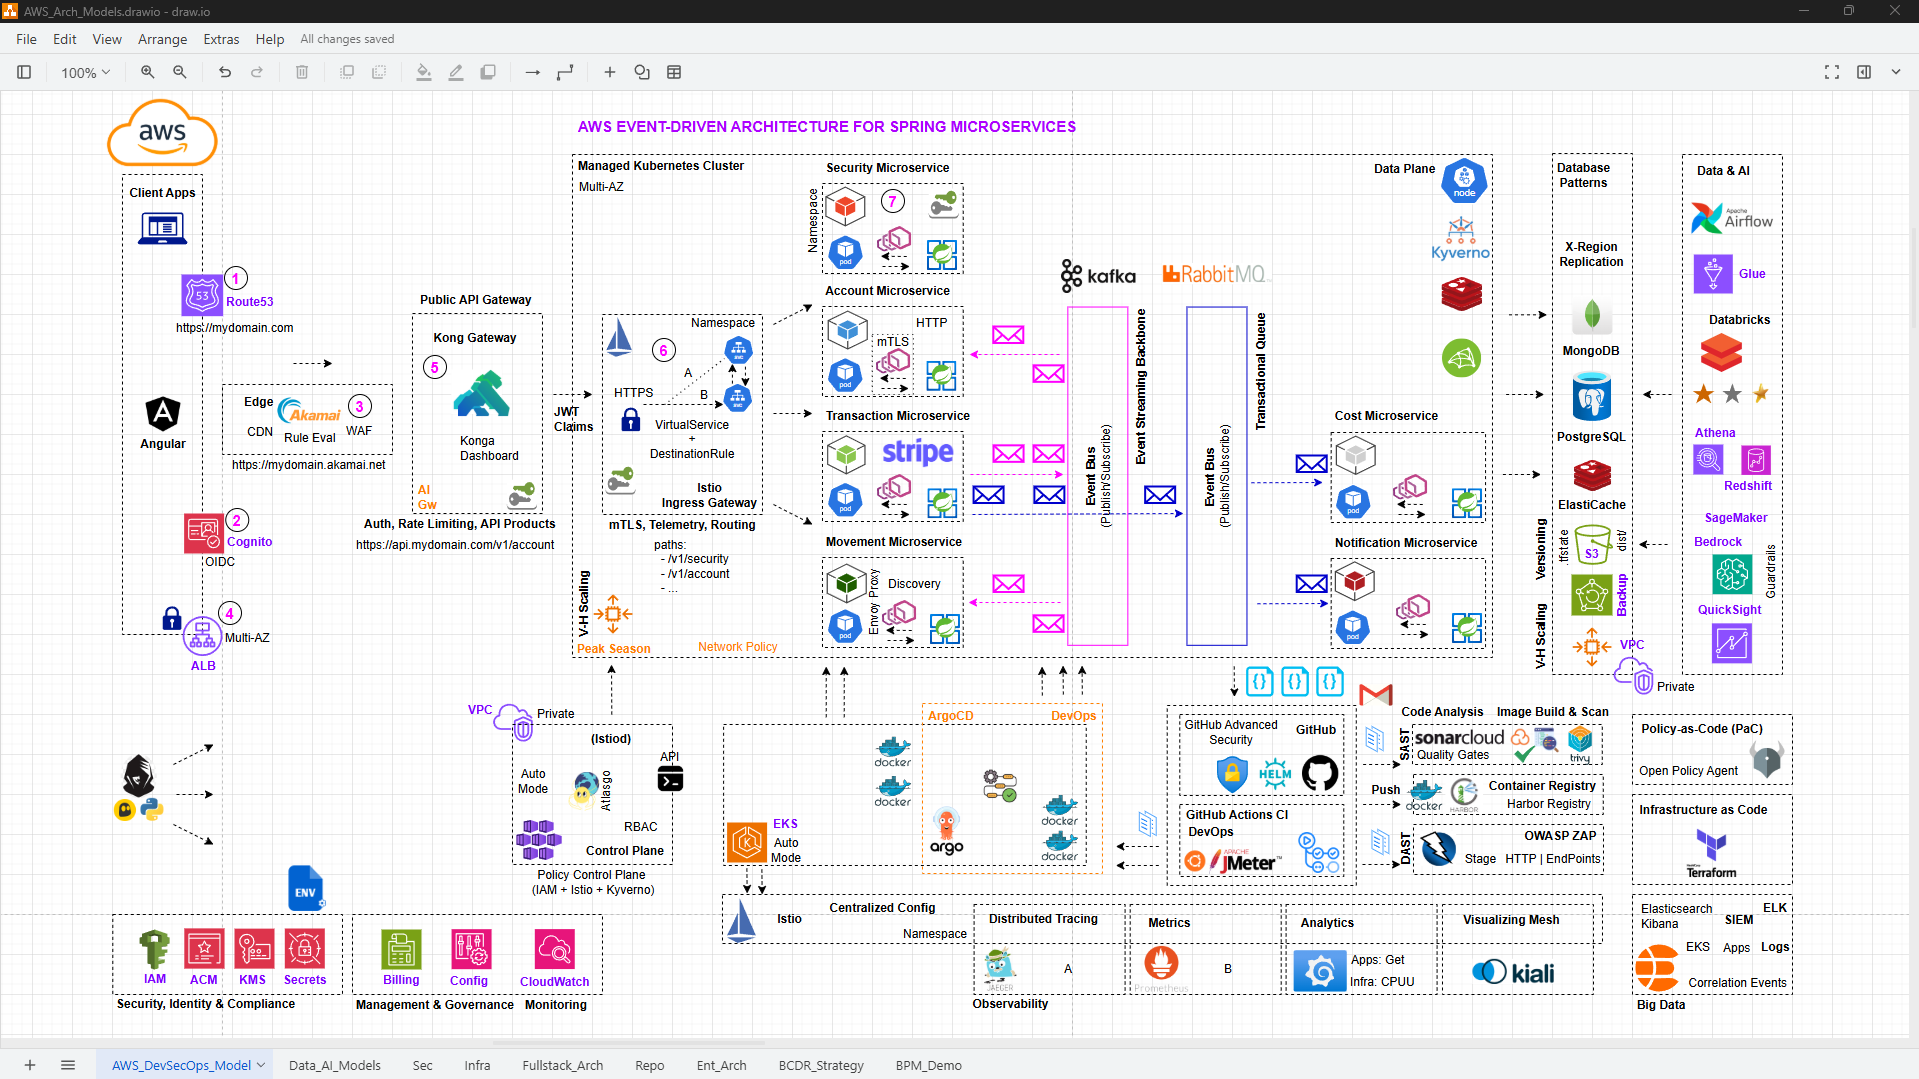 AWS_Arch_Models.drawio - draw.io
File Edit View Arrange Extras Help All changes saved
100%
aws
AWS EVENT-DRIVEN ARCHITECTURE FOR SPRING MICROSERVICES
Client Apps
1
53
Route53
https://mydomain.com
Angular
Edge
Akamai
3
CDN
Rule Eval
WAF
https://mydomain.akamai.net
2
Cognito
OIDC
4
Multi-AZ
ALB
Public API Gateway
Kong Gateway
5
Konga
Dashboard
AI
Gw
Auth, Rate Limiting, API Products
https://api.mydomain.com/v1/account
JWT
Claims
Managed Kubernetes Cluster
Multi-AZ
Namespace
6
HTTPS
A
B
svc
svc
VirtualService
+
DestinationRule
Istio
Ingress Gateway
mTLS, Telemetry, Routing
paths:
- /v1/security
- /v1/account
- ...
V-H Scaling
Peak Season
Network Policy
Security Microservice
Namespace
7
pod
Account Microservice
HTTP
mTLS
pod
Transaction Microservice
stripe
pod
Movement Microservice
Discovery
Envoy Proxy
pod
kafka
RabbitMQ
Event Bus
(Publish/Subscribe)
Event Streaming Backbone
Event Bus
(Publish/Subscribe)
Transactional Queue
Data Plane
node
Kyverno
Cost Microservice
pod
Notification Microservice
pod
Database
Patterns
X-Region
Replication
MongoDB
PostgreSQL
ElastiCache
Versioning
.tfstate
S3
dist/
Backup
V-H Scaling
VPC
Private
Data & AI
Apache
Airflow
Glue
Databricks
Athena
Redshift
SageMaker
Bedrock
Guardrails
QuickSight
VPC
Private
(Istiod)
Auto
Mode
Atlasgo
API
RBAC
Control Plane
Policy Control Plane
(IAM + Istio + Kyverno)
EKS
Auto
Mode
docker
docker
ArgoCD
DevOps
argo
docker
docker
GitHub Advanced
Security
GitHub
HELM
GitHub Actions CI
DevOps
APACHE
JMeter
Code Analysis
Image Build & Scan
SAST
sonarcloud
Quality Gates
trivy
Push
docker
HARBOR
Container Registry
Harbor Registry
DAST
OWASP ZAP
Stage
HTTP | EndPoints
Policy-as-Code (PaC)
Open Policy Agent
Infrastructure as Code
HashiCorp
Terraform
Elasticsearch
Kibana
ELK
SIEM
EKS
Apps
Logs
Correlation Events
Big Data
ENV
IAM
ACM
KMS
Secrets
Security, Identity & Compliance
Billing
Config
CloudWatch
Management & Governance
Monitoring
Istio
Centralized Config
Namespace
Distributed Tracing
JAEGER
A
Observability
Metrics
Prometheus
B
Analytics
Apps: Get
Infra: CPUU
Visualizing Mesh
kiali
AWS_DevSecOps_Model Data_AI_Models Sec Infra Fullstack_Arch Repo Ent_Arch BCDR_Strategy BPM_Demo